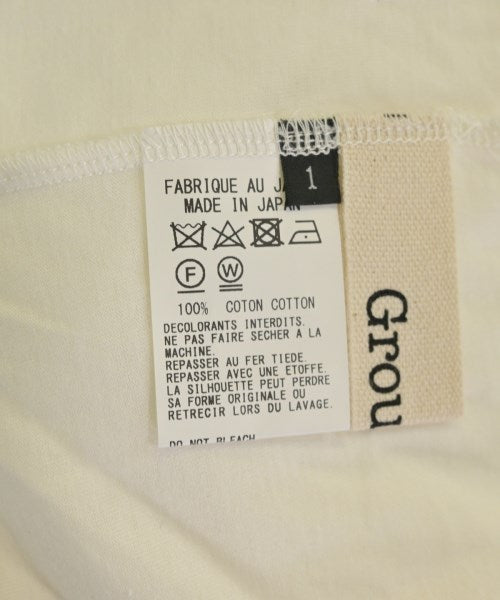 FABRIQUE AU
MADE IN JAPAN
1
F W
100% COTON COTTON
DECOLORANTS INTERDITS.
NE PAS FAIRE SECHER A LA
MACHINE.
REPASSER AU FER TIEDE.
REPASSER AVEC UNE ETOFFE.
LA SILHOUETTE PEUT PERDRE
SA FORME ORIGINALE OU
RETRECIR LORS DU LAVAGE.
DO NOT BLEACH
Grou